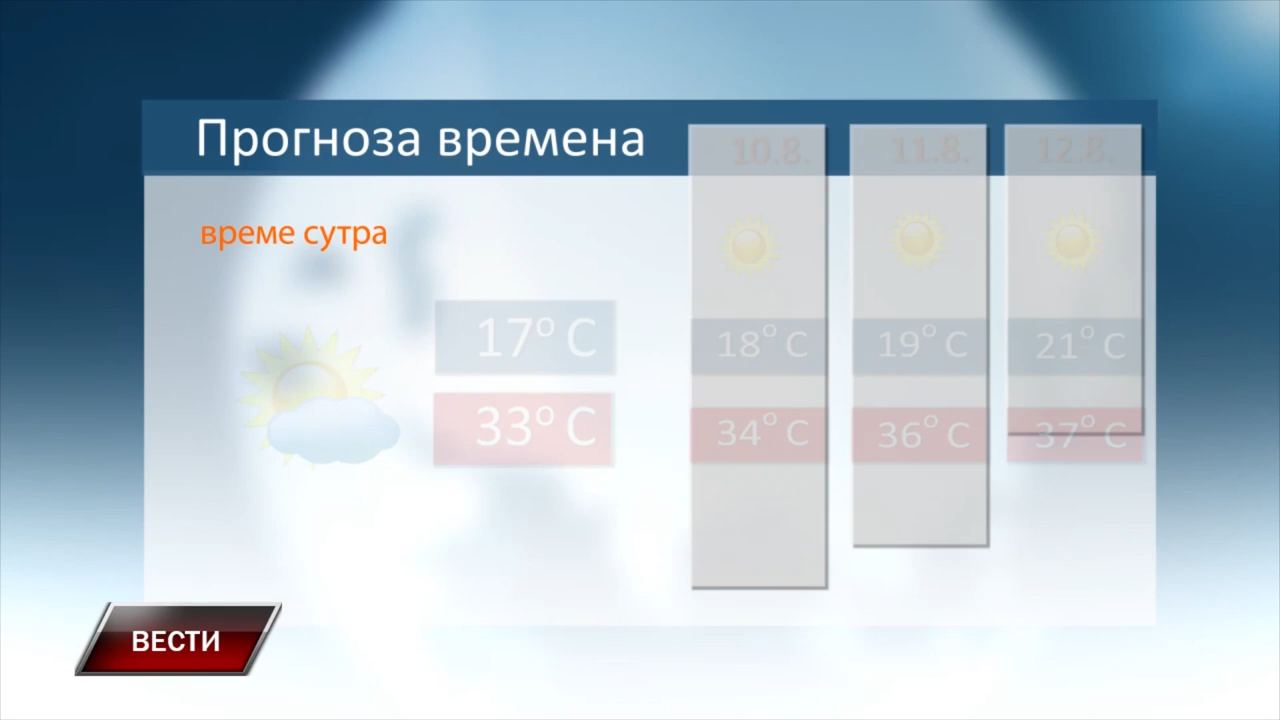 Прогноза времена
време сутра
17° C
33° C
10.8.
18° C
34° C
11.8.
19° C
36° C
12.8.
21° C
37° C
ВЕСТИ